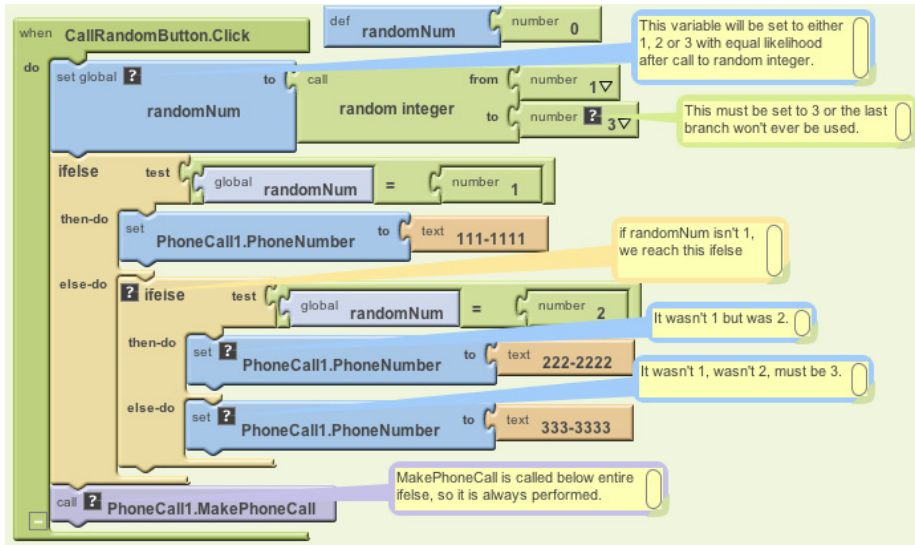 when CallRandomButton.Click
def randomNum number 0
This variable will be set to either
1, 2 or 3 with equal likelihood
after call to random integer.
do
set global ? to call from number 1
randomNum random integer
to number ? 3
This must be set to 3 or the last
branch won't ever be used.
ifelse test global randomNum = number 1
then-do set PhoneCall1.PhoneNumber to text 111-1111
if randomNum isn't 1,
we reach this ifelse
else-do ? ifelse test global randomNum = number 2
It wasn't 1 but was 2.
then-do set ? PhoneCall1.PhoneNumber to text 222-2222
It wasn't 1, wasn't 2, must be 3.
else-do set ? PhoneCall1.PhoneNumber to text 333-3333
MakePhoneCall is called below entire
ifelse, so it is always performed.
call ? PhoneCall1.MakePhoneCall